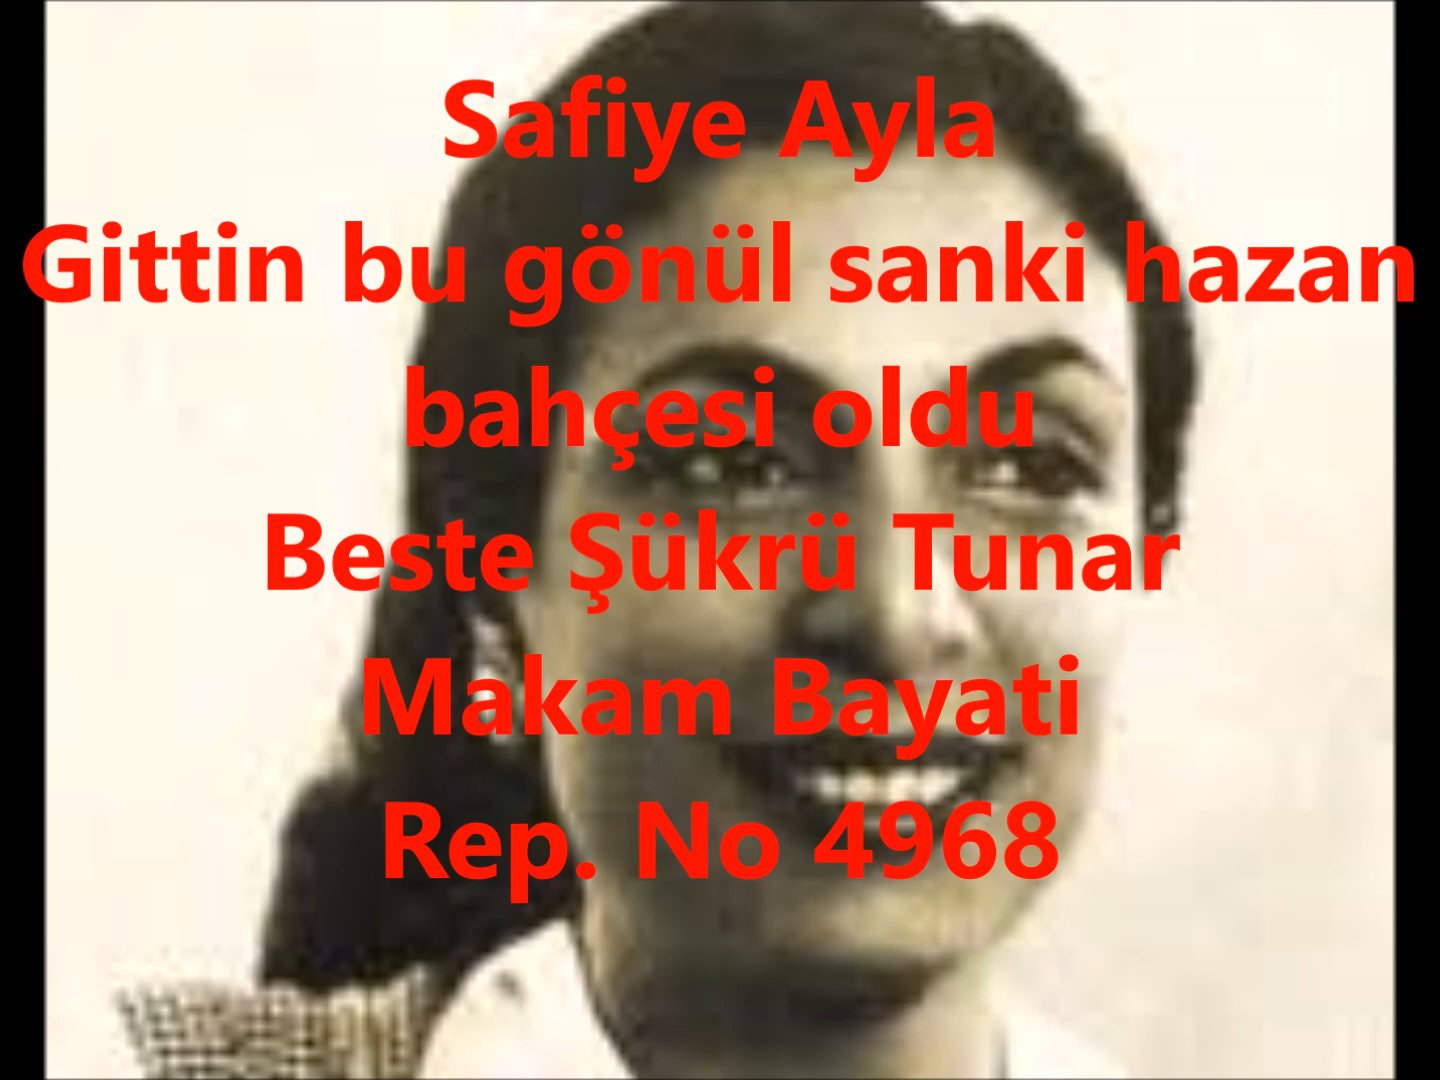 Safiye Ayla
Gittin bu gönül sanki hazan
bahçesi oldu
Beste Şükrü Tunar
Makam Bayati
Rep. No 4968